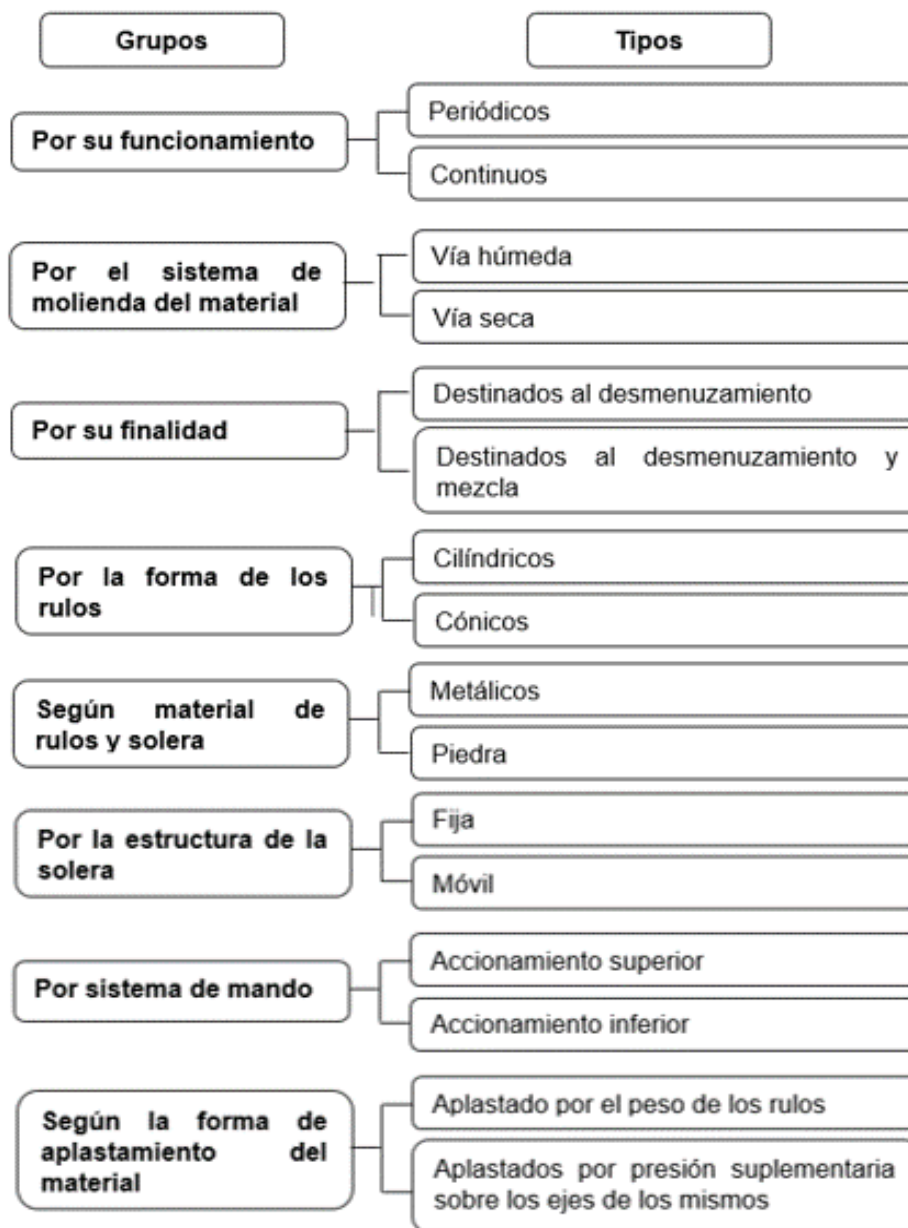 Grupos
Tipos
Por su funcionamiento
Periódicos
Continuos
Por el sistema de
molienda del material
Vía húmeda
Vía seca
Por su finalidad
Destinados al desmenuzamiento
Destinados al desmenuzamiento y
mezcla
Por la forma de los
rulos
Cilíndricos
Cónicos
Según material de
rulos y solera
Metálicos
Piedra
Por la estructura de la
solera
Fija
Móvil
Por sistema de mando
Accionamiento superior
Accionamiento inferior
Según la forma de
aplastamiento del
material
Aplastado por el peso de los rulos
Aplastados por presión suplementaria
sobre los ejes de los mismos